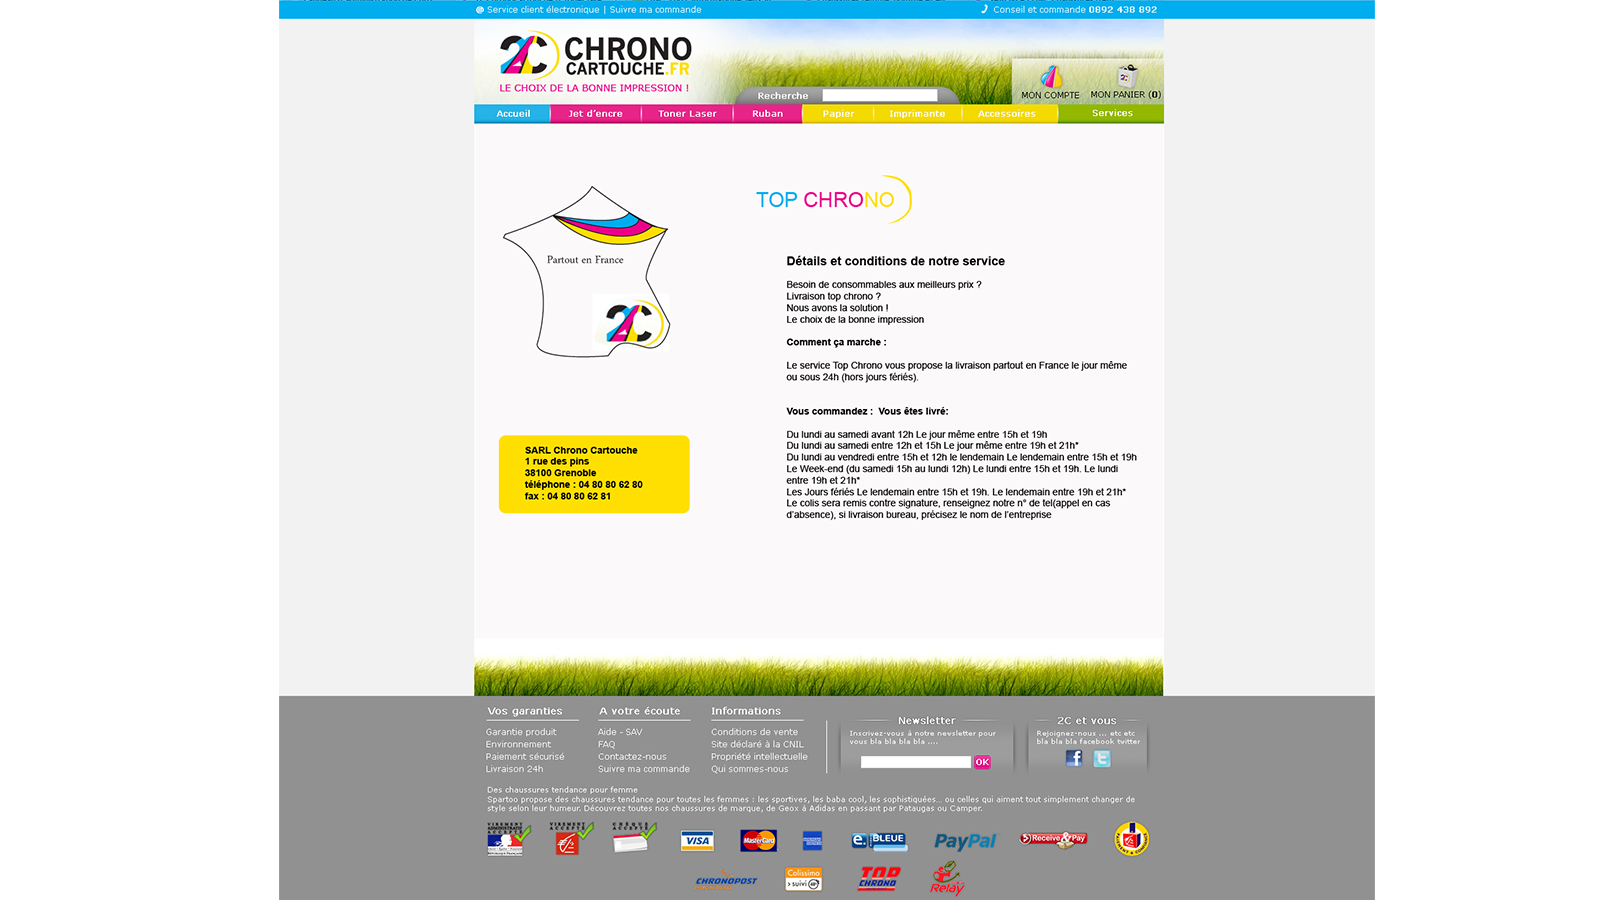 @ Service client électronique | Suivre ma commande
Conseil et commande 0892 438 892
2C CHRONO
CARTOUCHE.FR
LE CHOIX DE LA BONNE IMPRESSION !
Recherche
MON COMPTE
MON PANIER (0)
Accueil
Jet d'encre
Toner Laser
Ruban
Papier
Imprimante
Accessoires
Services
Partout en France
2C
TOP CHRONO
Détails et conditions de notre service
Besoin de consommables aux meilleurs prix ?
Livraison top chrono ?
Nous avons la solution !
Le choix de la bonne impression
Comment ça marche :
Le service Top Chrono vous propose la livraison partout en France le jour même
ou sous 24h (hors jours fériés).
Vous commandez :  Vous êtes livré:
Du lundi au samedi avant 12h Le jour même entre 15h et 19h
Du lundi au samedi entre 12h et 15h Le jour même entre 19h et 21h*
Du lundi au vendredi entre 15h et 12h le lendemain Le lendemain entre 15h et 19h
Le Week-end (du samedi 15h au lundi 12h) Le lundi entre 15h et 19h. Le lundi
entre 19h et 21h*
Les Jours fériés Le lendemain entre 15h et 19h. Le lendemain entre 19h et 21h*
Le colis sera remis contre signature, renseignez notre n° de tel(appel en cas
d'absence), si livraison bureau, précisez le nom de l'entreprise
SARL Chrono Cartouche
1 rue des pins
38100 Grenoble
téléphone : 04 80 80 62 80
fax : 04 80 80 62 81
Vos garanties
Garantie produit
Environnement
Paiement sécurisé
Livraison 24h
A votre écoute
Aide - SAV
FAQ
Contactez-nous
Suivre ma commande
Informations
Conditions de vente
Site déclaré à la CNIL
Propriété intellectuelle
Qui sommes-nous
Newsletter
Inscrivez-vous à notre newsletter pour
vous bla bla bla bla ....
OK
2C et vous
Rejoignez-nous ... etc etc
bla bla bla facebook twitter
Des chaussures tendance pour femme
Spartoo propose des chaussures tendance pour toutes les femmes : les sportives, les baba cool, les sophistiquées... ou celles qui aiment tout simplement changer de
style selon leur humeur. Découvrez toutes nos chaussures de marque, de Geox á Adidas en passant par Pataugas ou Camper.
VIREMENT
ADMINISTRATIF
ACCEPTÉ
VIREMENT
ACCEPTÉ
CHÈQUE
ACCEPTÉ
VISA
MasterCard
e. BLEUE
PayPal
Receive&Pay
CHRONOPOST
Colissimo
suivi
TOP
CHRONO
Relay